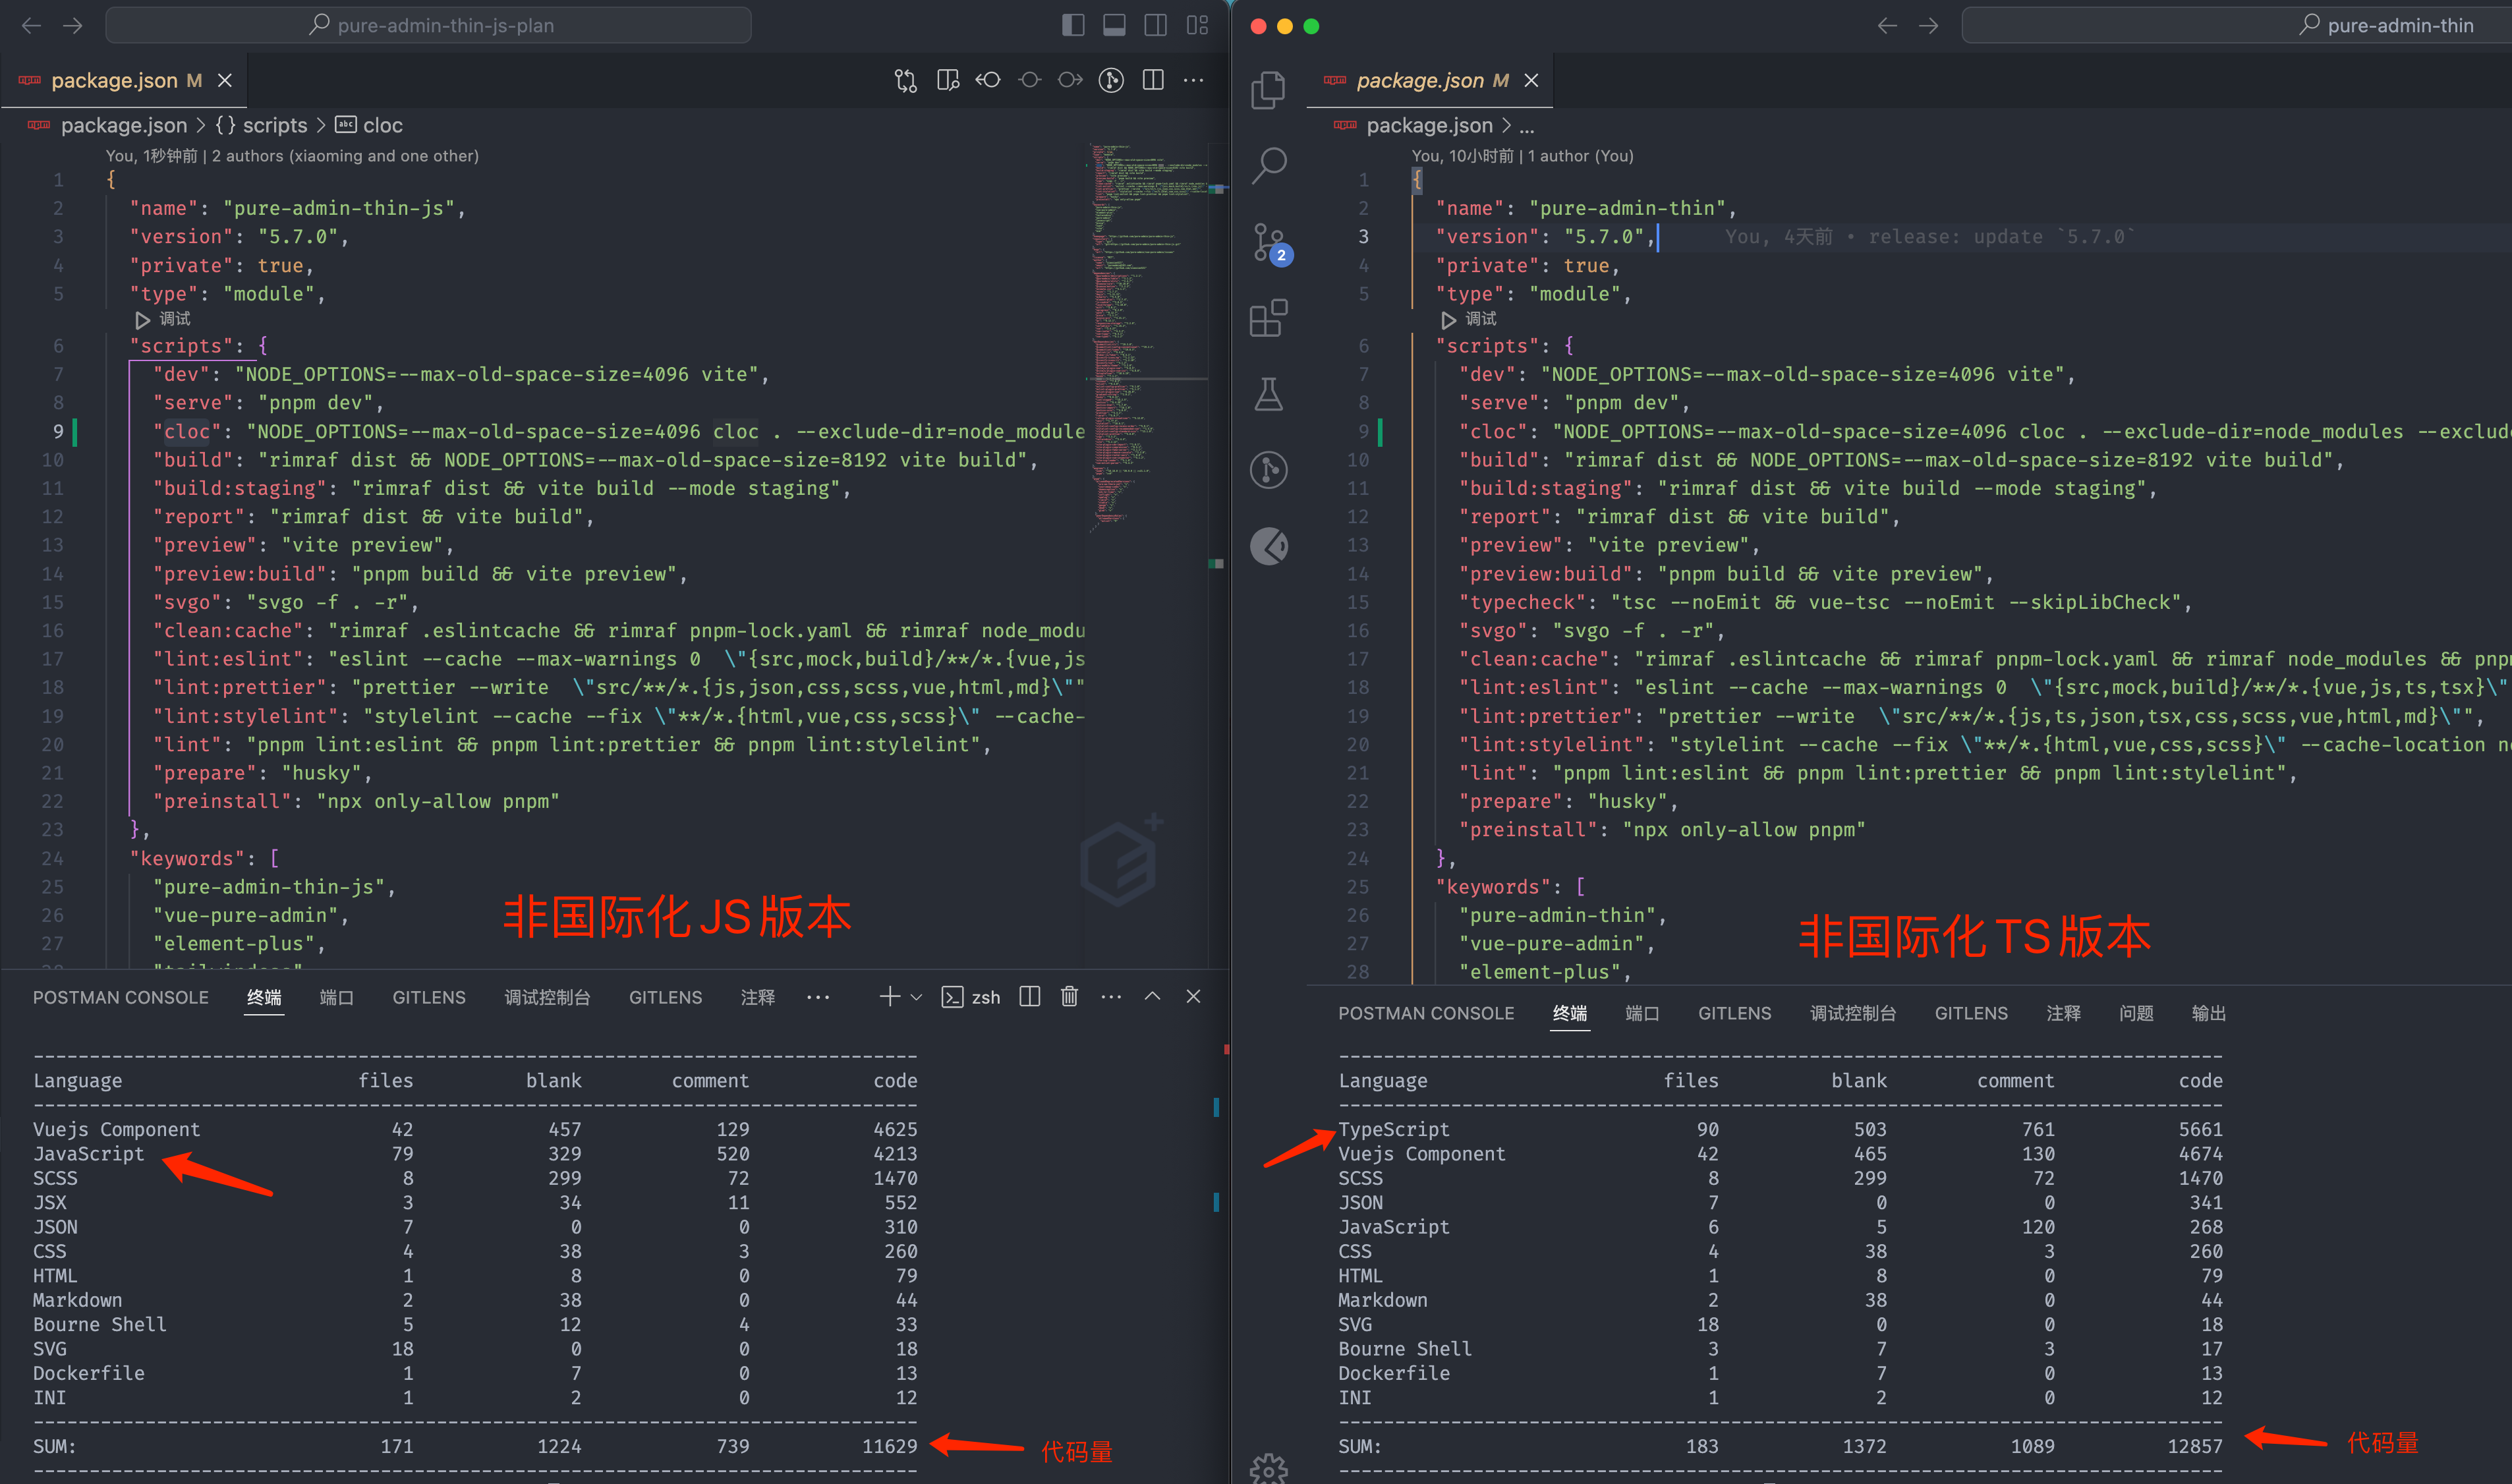 pure-admin-thin-js-plan
package.json M
package.json > {} scripts > abc cloc
You, 1秒钟前 | 2 authors (xiaoming and one other)
1 {
2 "name": "pure-admin-thin-js",
3 "version": "5.7.0",
4 "private": true,
5 "type": "module",
调试
6 "scripts": {
7 "dev": "NODE_OPTIONS=--max-old-space-size=4096 vite",
8 "serve": "pnpm dev",
9 "cloc": "NODE_OPTIONS=--max-old-space-size=4096 cloc . --exclude-dir=node_module
10 "build": "rimraf dist && NODE_OPTIONS=--max-old-space-size=8192 vite build",
11 "build:staging": "rimraf dist && vite build --mode staging",
12 "report": "rimraf dist && vite build",
13 "preview": "vite preview",
14 "preview:build": "pnpm build && vite preview",
15 "svgo": "svgo -f . -r",
16 "clean:cache": "rimraf .eslintcache && rimraf pnpm-lock.yaml && rimraf node_modu
17 "lint:eslint": "eslint --cache --max-warnings 0  \"{src,mock,build}/**/*.{vue,js
18 "lint:prettier": "prettier --write  \"src/**/*.{js,json,css,scss,vue,html,md}\""
19 "lint:stylelint": "stylelint --cache --fix \"**/*.{html,vue,css,scss}\" --cache-
20 "lint": "pnpm lint:eslint && pnpm lint:prettier && pnpm lint:stylelint",
21 "prepare": "husky",
22 "preinstall": "npx only-allow pnpm"
23 },
24 "keywords": [
25 "pure-admin-thin-js",
26 "vue-pure-admin",
27 "element-plus",
非国际化JS版本
POSTMAN CONSOLE 终端 端口 GITLENS 调试控制台 GITLENS 注释 ··· zsh
Language files blank comment code
Vuejs Component 42 457 129 4625
JavaScript 79 329 520 4213
SCSS 8 299 72 1470
JSX 3 34 11 552
JSON 7 0 0 310
CSS 4 38 3 260
HTML 1 8 0 79
Markdown 2 38 0 44
Bourne Shell 5 12 4 33
SVG 18 0 0 18
Dockerfile 1 7 0 13
INI 1 2 0 12
SUM: 171 1224 739 11629
代码量
pure-admin-thin
package.json M
package.json > ...
You, 10小时前 | 1 author (You)
1 {
2 "name": "pure-admin-thin",
3 "version": "5.7.0", You, 4天前 • release: update `5.7.0`
4 "private": true,
5 "type": "module",
调试
6 "scripts": {
7 "dev": "NODE_OPTIONS=--max-old-space-size=4096 vite",
8 "serve": "pnpm dev",
9 "cloc": "NODE_OPTIONS=--max-old-space-size=4096 cloc . --exclude-dir=node_modules --exclud
10 "build": "rimraf dist && NODE_OPTIONS=--max-old-space-size=8192 vite build",
11 "build:staging": "rimraf dist && vite build --mode staging",
12 "report": "rimraf dist && vite build",
13 "preview": "vite preview",
14 "preview:build": "pnpm build && vite preview",
15 "typecheck": "tsc --noEmit && vue-tsc --noEmit --skipLibCheck",
16 "svgo": "svgo -f . -r",
17 "clean:cache": "rimraf .eslintcache && rimraf pnpm-lock.yaml && rimraf node_modules && pnp
18 "lint:eslint": "eslint --cache --max-warnings 0  \"{src,mock,build}/**/*.{vue,js,ts,tsx}\"
19 "lint:prettier": "prettier --write  \"src/**/*.{js,ts,json,tsx,css,scss,vue,html,md}\"",
20 "lint:stylelint": "stylelint --cache --fix \"**/*.{html,vue,css,scss}\" --cache-location n
21 "lint": "pnpm lint:eslint && pnpm lint:prettier && pnpm lint:stylelint",
22 "prepare": "husky",
23 "preinstall": "npx only-allow pnpm"
24 },
25 "keywords": [
26 "pure-admin-thin",
27 "vue-pure-admin",
28 "element-plus",
2
非国际化TS版本
POSTMAN CONSOLE 终端 端口 GITLENS 调试控制台 GITLENS 注释 问题 输出
Language files blank comment code
TypeScript 90 503 761 5661
Vuejs Component 42 465 130 4674
SCSS 8 299 72 1470
JSON 7 0 0 341
JavaScript 6 5 120 268
CSS 4 38 3 260
HTML 1 8 0 79
Markdown 2 38 0 44
SVG 18 0 0 18
Bourne Shell 3 7 3 17
Dockerfile 1 7 0 13
INI 1 2 0 12
SUM: 183 1372 1089 12857
代码量